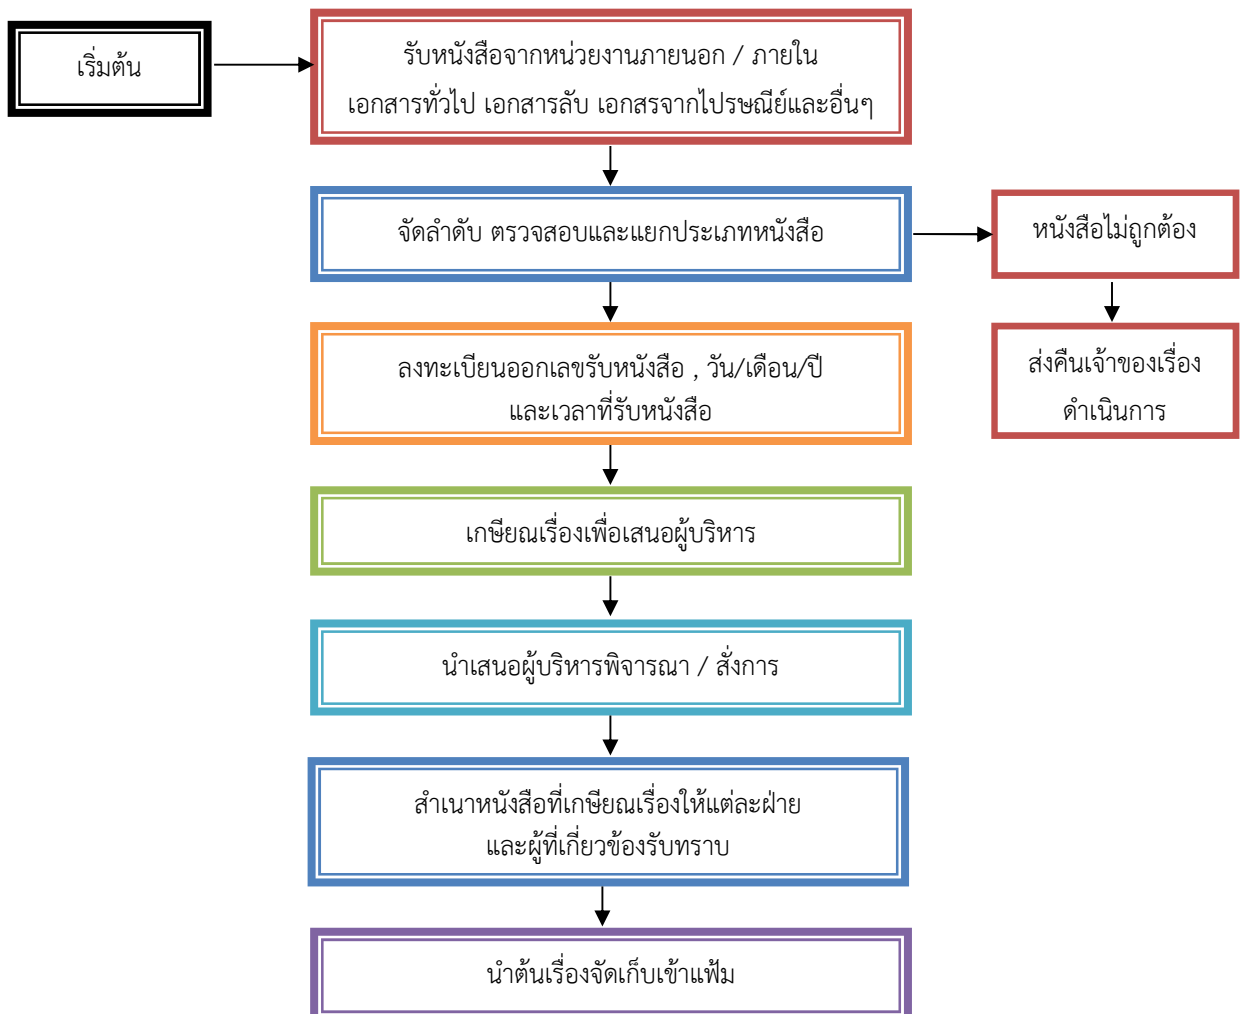 เริ่มต้น
รับหนังสือจากหน่วยงานภายนอก / ภายใน
เอกสารทั่วไป เอกสารลับ เอกสรจากไปรษณีย์และอื่นๆ
จัดลำดับ ตรวจสอบและแยกประเภทหนังสือ
หนังสือไม่ถูกต้อง
ส่งคืนเจ้าของเรื่อง
ดำเนินการ
ลงทะเบียนออกเลขรับหนังสือ , วัน/เดือน/ปี
และเวลาที่รับหนังสือ
เกษียณเรื่องเพื่อเสนอผู้บริหาร
นำเสนอผู้บริหารพิจารณา / สั่งการ
สำเนาหนังสือที่เกษียณเรื่องให้แต่ละฝ่าย
และผู้ที่เกี่ยวข้องรับทราบ
นำต้นเรื่องจัดเก็บเข้าแฟ้ม